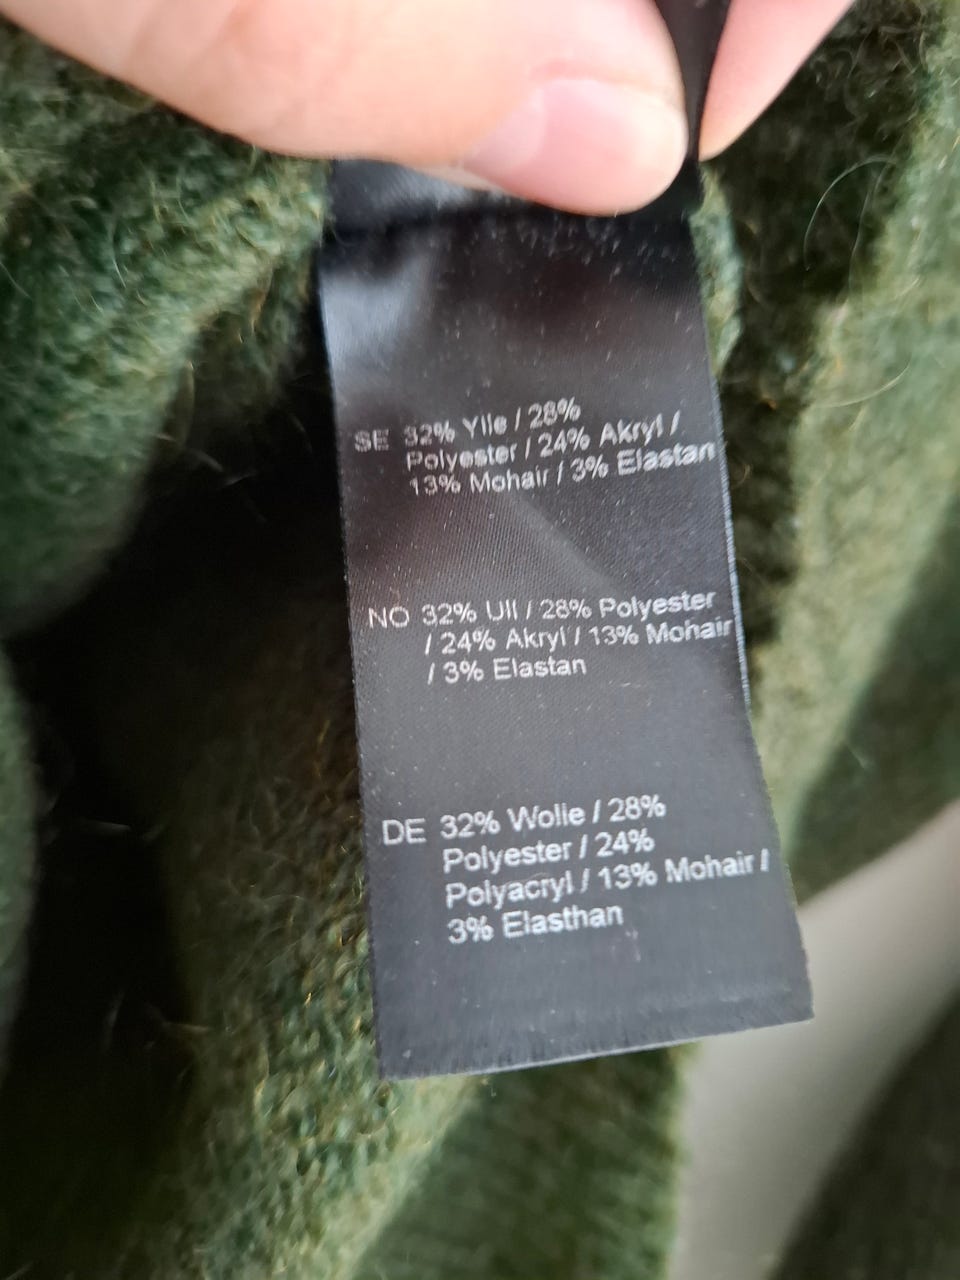 SE 32% Ylle / 28%
Polyester / 24% Akryl /
13% Mohair / 3% Elastan
NO 32% Ull / 28% Polyester
/ 24% Akryl / 13% Mohair
/ 3% Elastan
DE 32% Wolle / 28%
Polyester / 24%
Polyacryl / 13% Mohair /
3% Elasthan